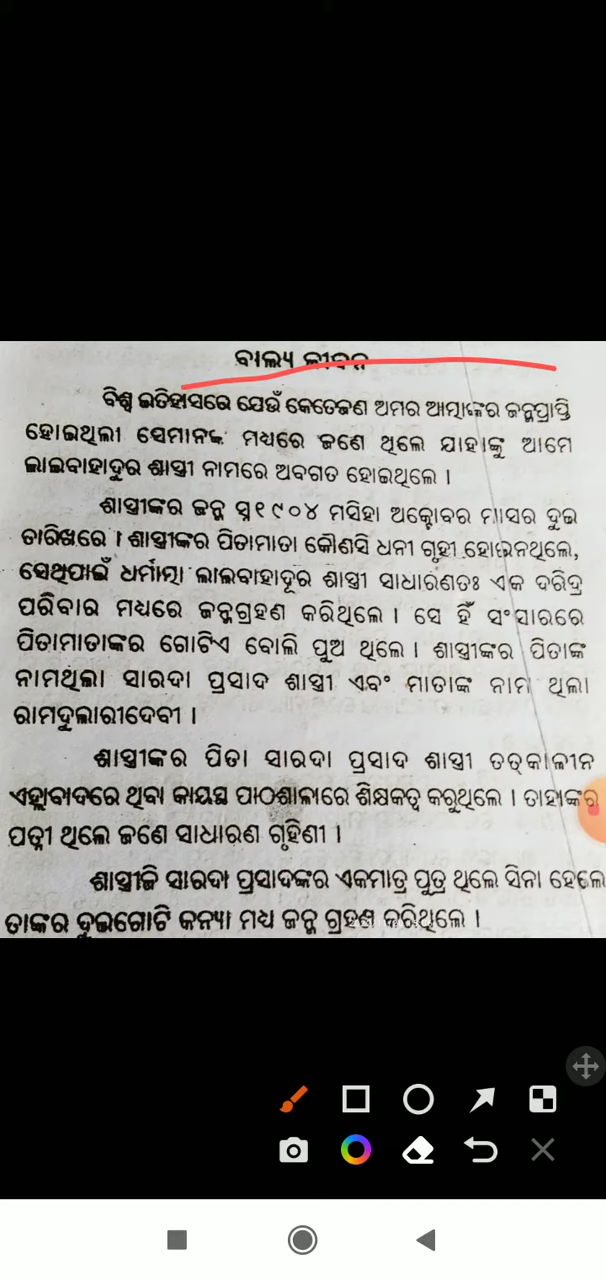 ବାଲ୍ୟ ଜୀବନ
ବିଶ୍ବ ଇତିହାସରେ ଯେଉଁ କେତେଜଣ ଅମର ଆତ୍ମାଙ୍କର ଜନ୍ମପ୍ରାପ୍ତି
ହୋଇଥିଲା ସେମାନଙ୍କ ମଧ୍ୟରେ ଜଣେ ଥିଲେ ଯାହାଙ୍କୁ ଆମେ
ଲାଲବାହାଦୁର ଶାସ୍ତ୍ରୀ ନାମରେ ଅବଗତ ହୋଇଥିଲେ ।
ଶାସ୍ତ୍ରୀଙ୍କର ଜନ୍ମ ସ୍ନ୧୯୦୪ ମସିହା ଅକ୍ଟୋବର ମାସର ଦୁଇ
ତାରିଖରେ । ଶାସ୍ତ୍ରୀଙ୍କର ପିତାମାତା କୌଣସି ଧନୀ ଗୃହୀ ହୋଇନଥିଲେ,
ସେଥିପାଇଁ ଧର୍ମାତ୍ମା ଲାଲବାହାଦୂର ଶାସ୍ତ୍ରୀ ସାଧାରଣତଃ ଏକ ଦରିଦ୍ର
ପରିବାର ମଧ୍ୟରେ ଜନ୍ମଗ୍ରହଣ କରିଥିଲେ । ସେ ହିଁ ସଂସାରରେ
ପିତାମାତାଙ୍କର ଗୋଟିଏ ବୋଲି ପୁଅ ଥିଲେ । ଶାସ୍ତ୍ରୀଙ୍କର ପିତାଙ୍କ
ନାମଥିଲା ସାରଦା ପ୍ରସାଦ ଶାସ୍ତ୍ରୀ ଏବଂ ମାତାଙ୍କ ନାମ ଥିଲା
ରାମଦୁଲାରୀଦେବୀ ।
ଶାସ୍ତ୍ରୀଙ୍କର ପିତା ସାରଦା ପ୍ରସାଦ ଶାସ୍ତ୍ରୀ ତତ୍କାଳୀନ
ଏହ୍ଲାବାଦରେ ଥିବା କାୟସ୍ଥ ପାଠଶାଳାରେ ଶିକ୍ଷକତ୍ବ କରୁଥିଲେ । ତାହାଙ୍କର
ପତ୍ନୀ ଥିଲେ ଜଣେ ସାଧାରଣ ଗୃହିଣୀ ।
ଶାସ୍ତ୍ରୀଜି ସାରଦା ପ୍ରସାଦଙ୍କର ଏକମାତ୍ର ପୁତ୍ର ଥିଲେ ସିନା ହେଲେ
ତାଙ୍କର ଦୁଇଗୋଟି କନ୍ୟା ମଧ୍ୟ ଜନ୍ମ ଗ୍ରହଣ କରିଥିଲେ ।